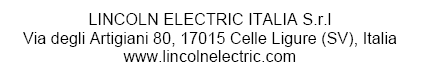 LINCOLN ELECTRIC ITALIA S.r.l
Via degli Artigiani 80, 17015 Celle Ligure (SV), Italia
www.lincolnelectric.com